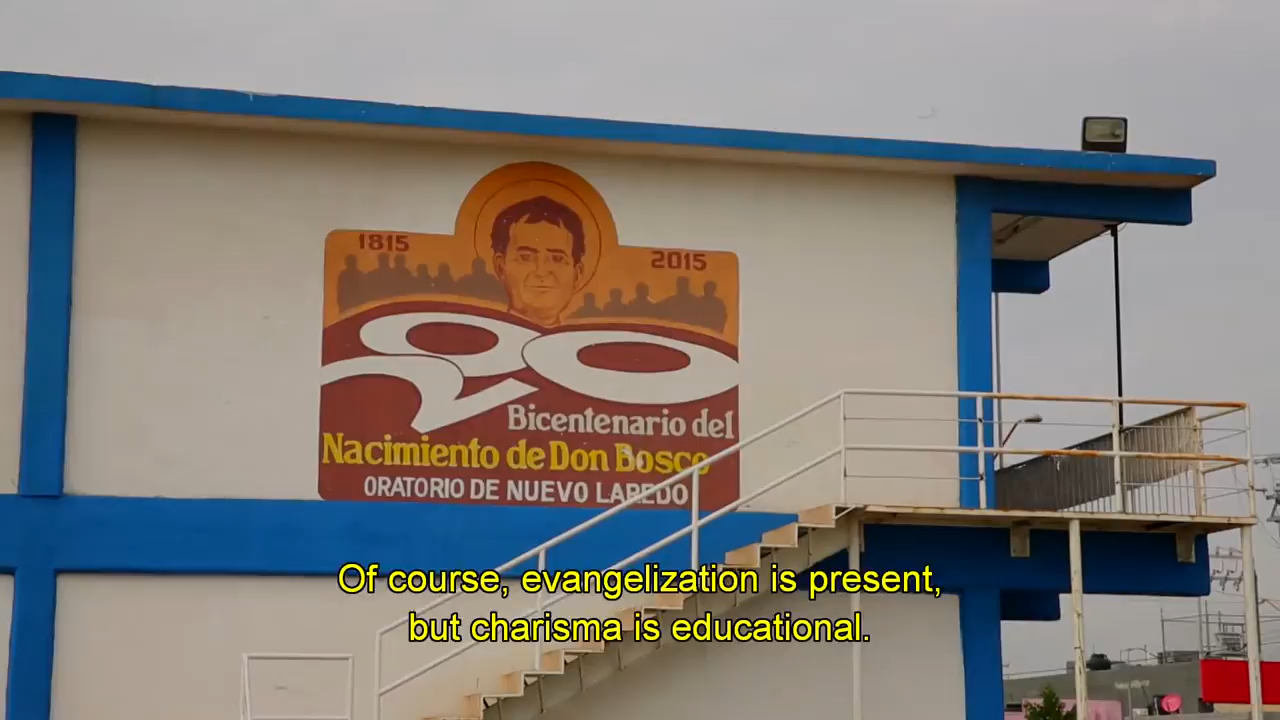 1815
2015
200
Bicentenario del
Nacimiento de Don Bosco
ORATORIO DE NUEVO LAREDO
Of course, evangelization is present,
but charisma is educational.